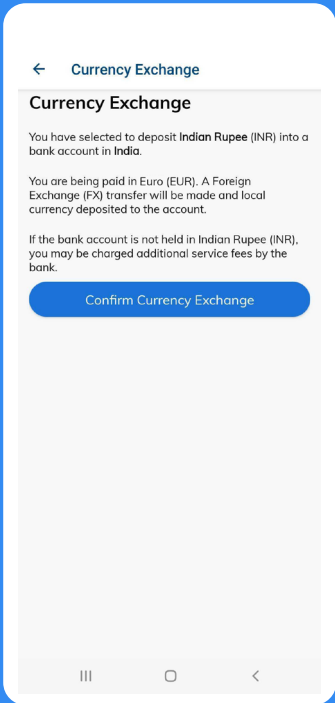 Currency Exchange
Currency Exchange
You have selected to deposit Indian Rupee (INR) into a
bank account in India.
You are being paid in Euro (EUR). A Foreign
Exchange (FX) transfer will be made and local
currency deposited to the account.
If the bank account is not held in Indian Rupee (INR),
you may be charged additional service fees by the
bank.
Confirm Currency Exchange